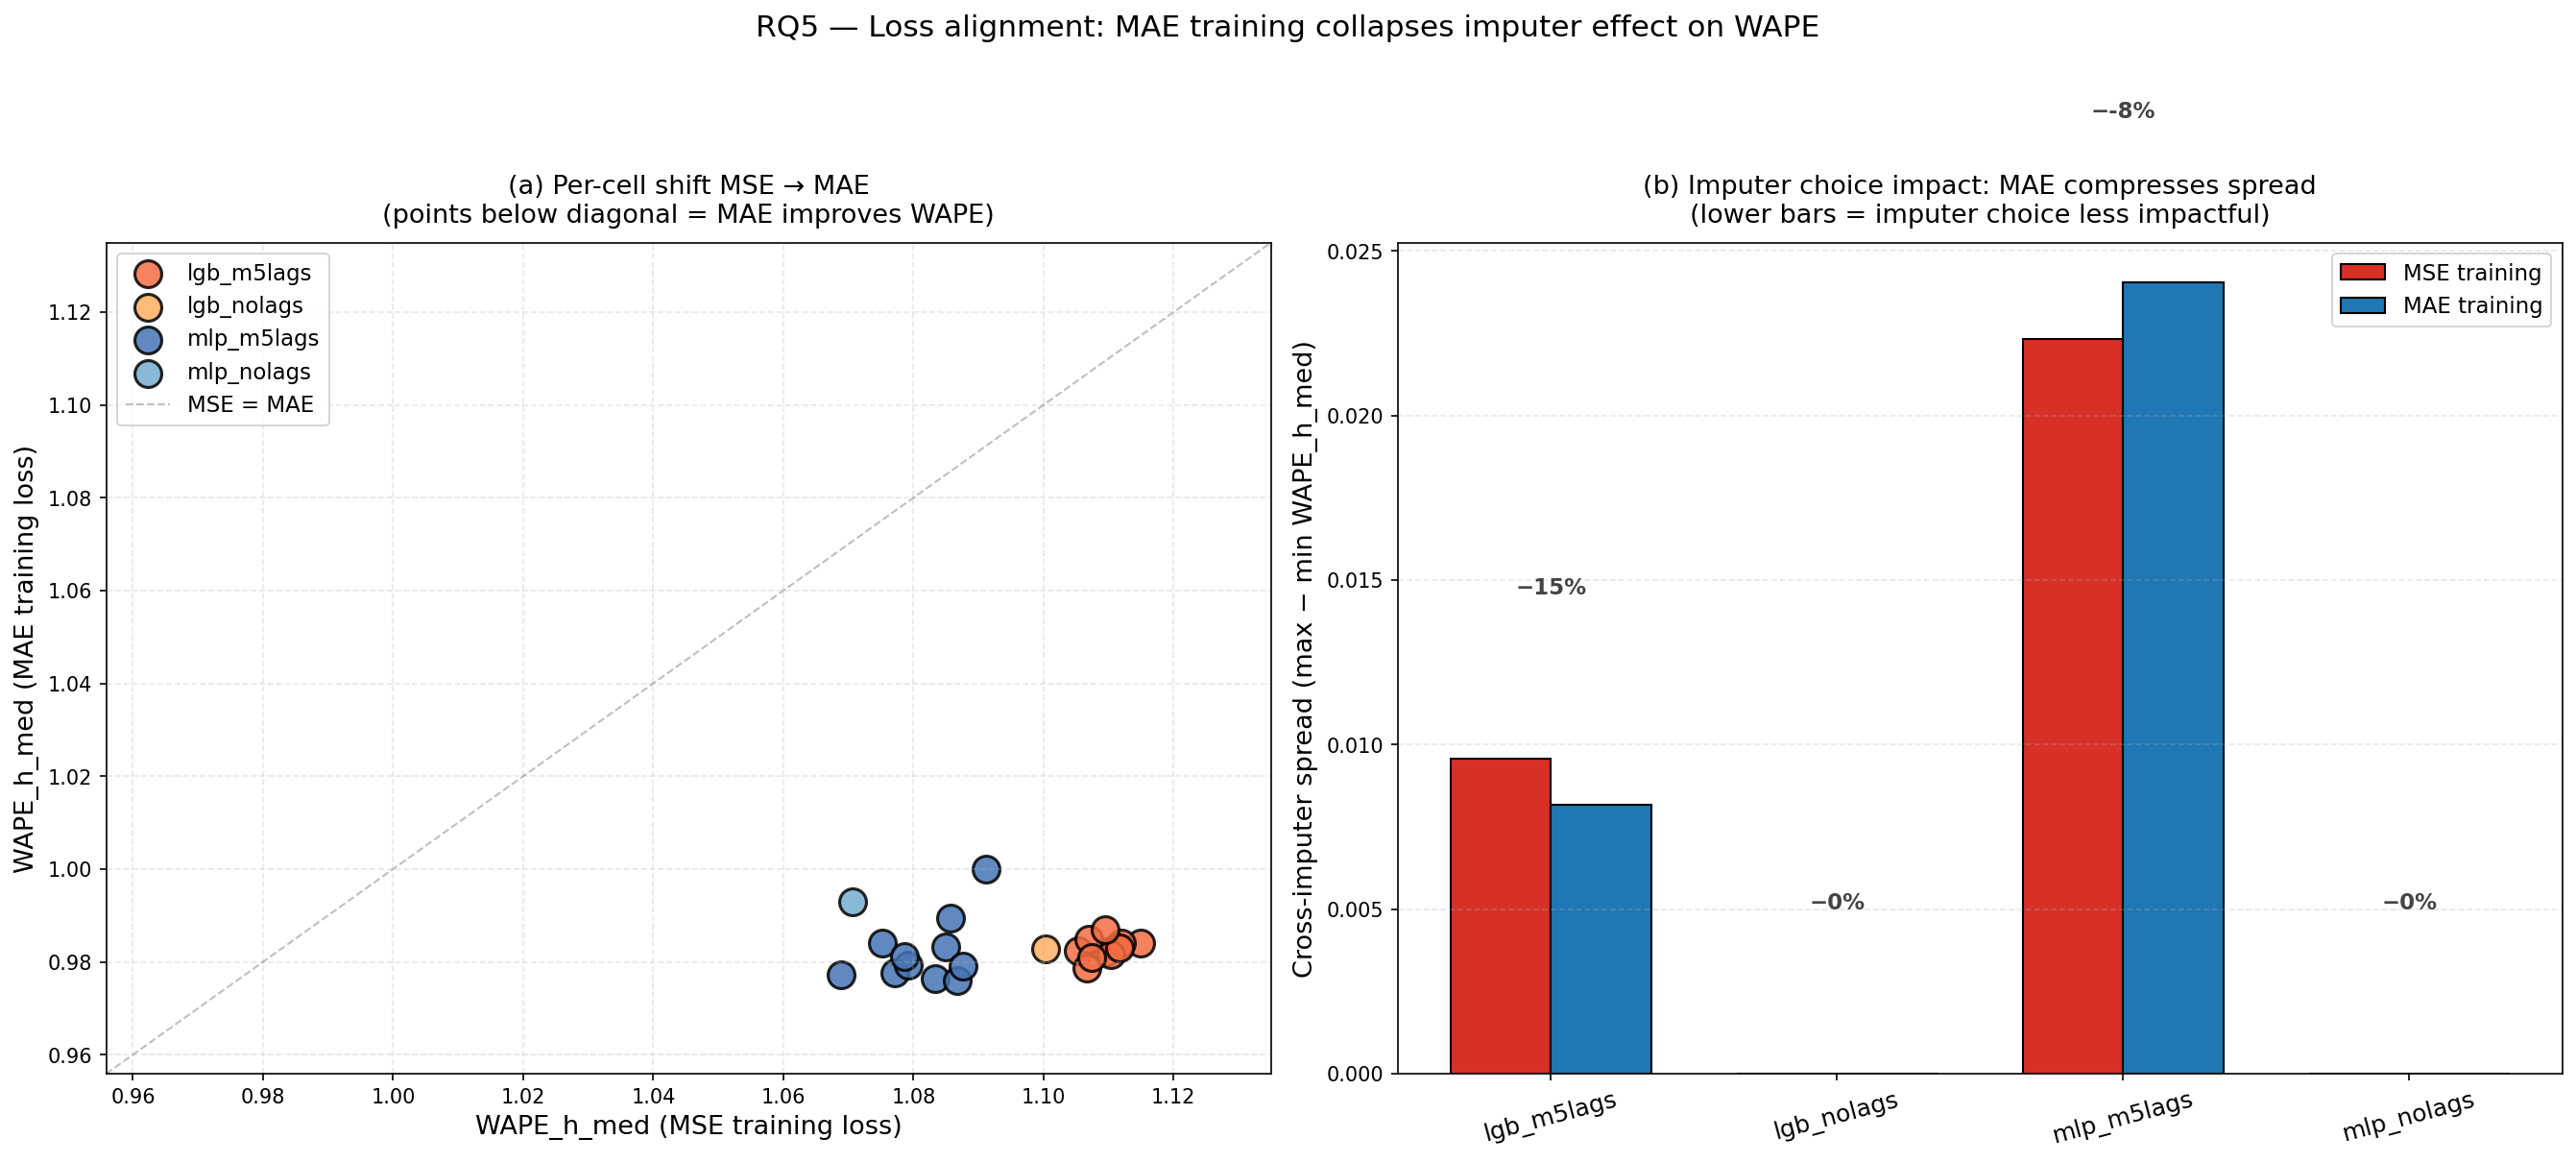 RQ5 — Loss alignment: MAE training collapses imputer effect on WAPE
(a) Per-cell shift MSE → MAE
(points below diagonal = MAE improves WAPE)
WAPE_h_med (MAE training loss)
1.12
1.10
1.08
1.06
1.04
1.02
1.00
0.98
0.96
lgb_m5lags
lgb_nolags
mlp_m5lags
mlp_nolags
MSE = MAE
0.96 0.98 1.00 1.02 1.04 1.06 1.08 1.10 1.12
WAPE_h_med (MSE training loss)
−-8%
(b) Imputer choice impact: MAE compresses spread
(lower bars = imputer choice less impactful)
Cross-imputer spread (max − min WAPE_h_med)
0.025
0.020
0.015
0.010
0.005
0.000
MSE training
MAE training
−15%
−0%
−0%
lgb_m5lags lgb_nolags mlp_m5lags mlp_nolags